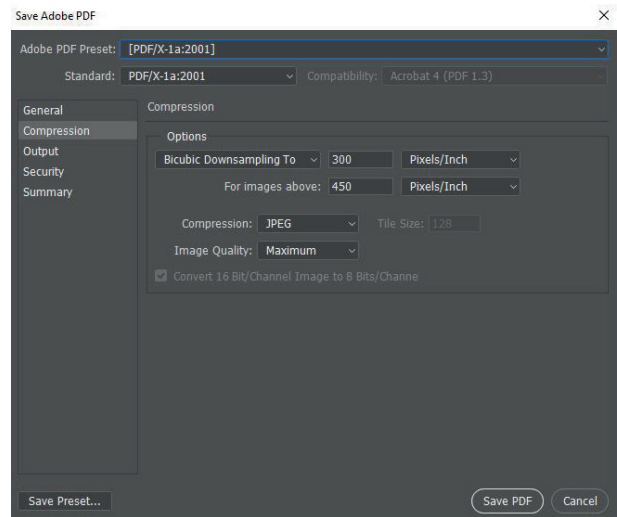 Save Adobe PDF
Adobe PDF Preset: [PDF/X-1a:2001]
Standard: PDF/X-1a:2001 Compatibility: Acrobat 4 (PDF 1.3)
General
Compression
Output
Security
Summary
Compression
Options
Bicubic Downsampling To 300 Pixels/Inch
For images above: 450 Pixels/Inch
Compression: JPEG Tile Size: 128
Image Quality: Maximum
Convert 16 Bit/Channel Image to 8 Bits/Channe
Save Preset... Save PDF Cancel